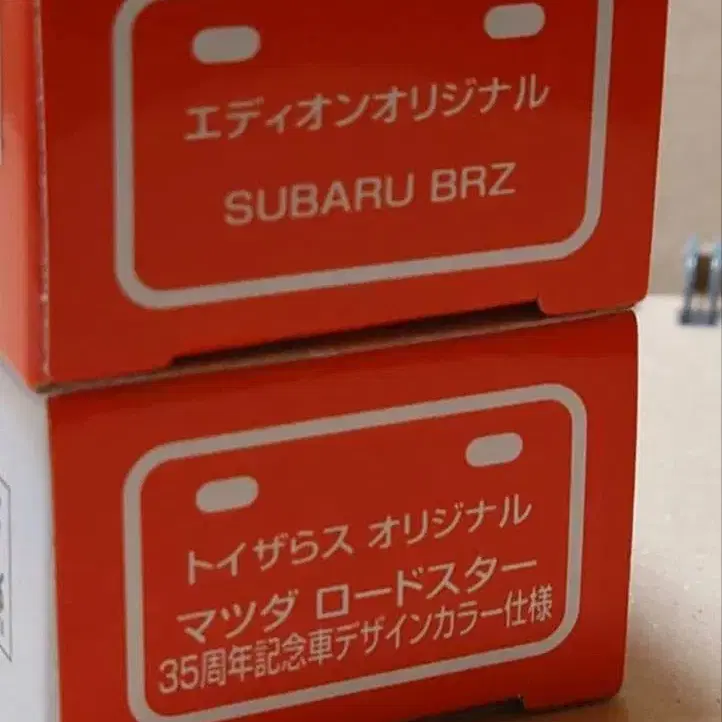 エディオンオリジナル
SUBARU BRZ
トイザらス オリジナル
マツダ ロードスター
35周年記念車デザインカラー仕様